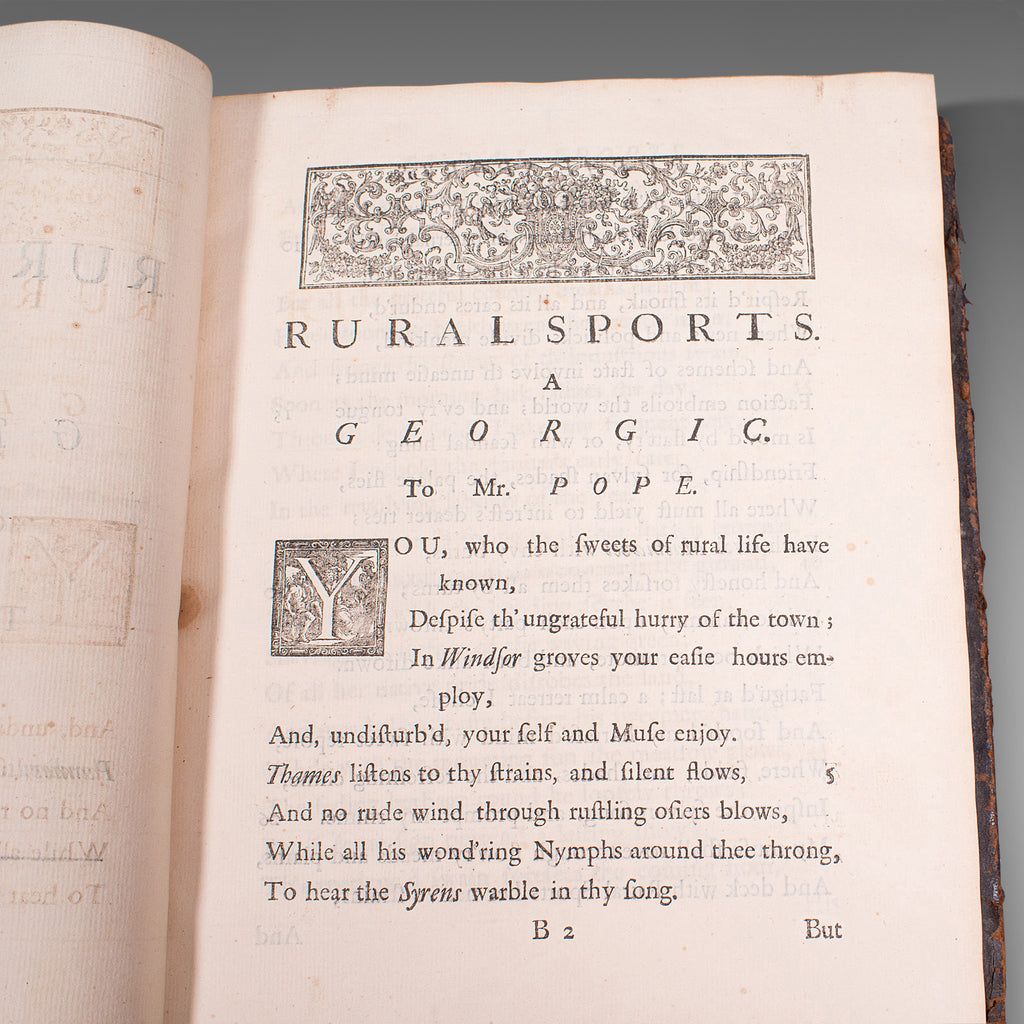 RURAL SPORTS.
A
GEORGIC.
To Mr. POPE.
YOU, who the ſweets of rural life have
known,
Deſpiſe th' ungrateful hurry of the town ;
In Windſor groves your eaſie hours em-
ploy,
And, undiſturb'd, your ſelf and Muſe enjoy.
Thames liſtens to thy ſtrains, and ſilent flows, 5
And no rude wind through ruſtling oſiers blows,
While all his wond'ring Nymphs around thee throng,
To hear the Syrens warble in thy ſong.
B 2 But